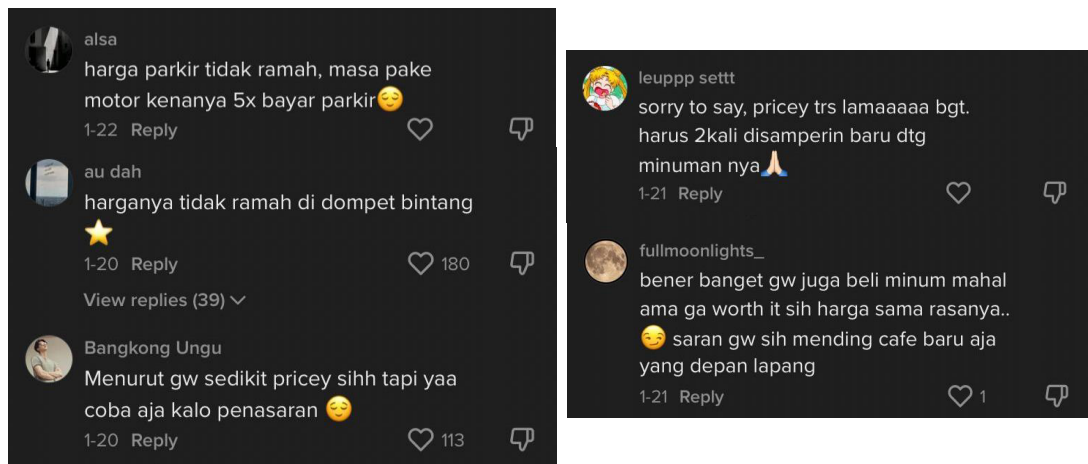 alsa
harga parkir tidak ramah, masa pake
motor kenanya 5x bayar parkir😌
1-22 Reply
au dah
harganya tidak ramah di dompet bintang
⭐
1-20 Reply 180
View replies (39)
Bangkong Ungu
Menurut gw sedikit pricey sihh tapi yaa
coba aja kalo penasaran 😌
1-20 Reply 113
leuppp settt
sorry to say, pricey trs lamaaaaa bgt.
harus 2kali disamperin baru dtg
minuman nya🙏🏻
1-21 Reply
fullmoonlights_
bener banget gw juga beli minum mahal
ama ga worth it sih harga sama rasanya..
😏 saran gw sih mending cafe baru aja
yang depan lapang
1-21 Reply 1